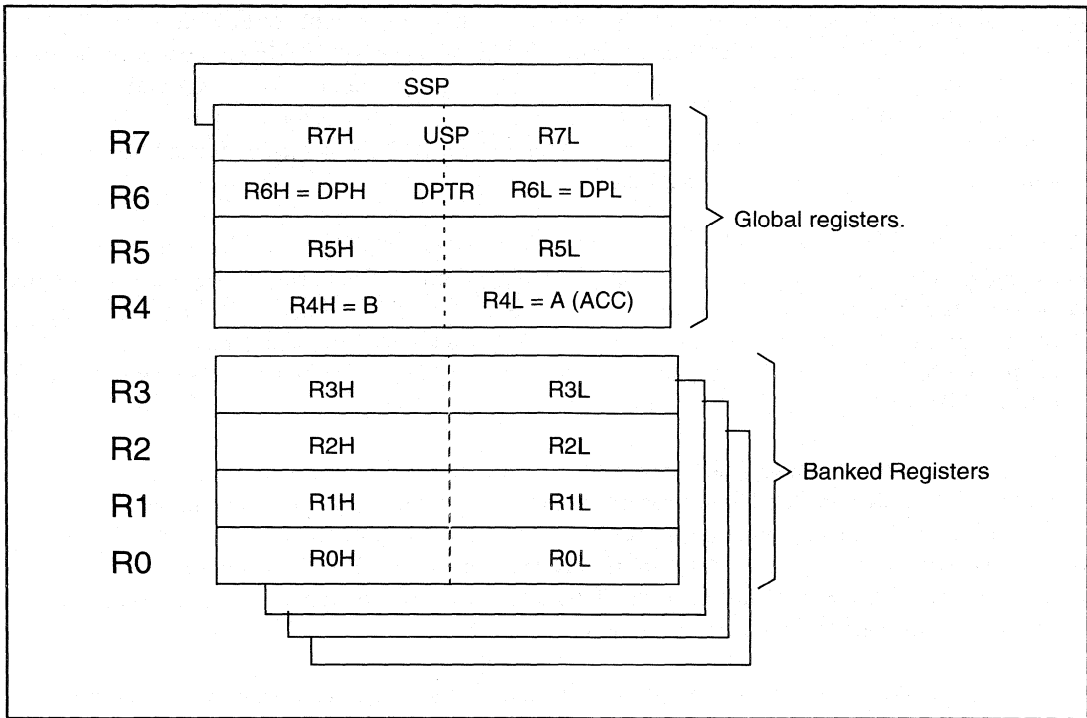 SSP
R7 R7H USP R7L
R6 R6H = DPH DPTR R6L = DPL
Global registers.
R5 R5H R5L
R4 R4H = B R4L = A (ACC)
R3 R3H R3L
R2 R2H R2L
Banked Registers
R1 R1H R1L
R0 R0H R0L